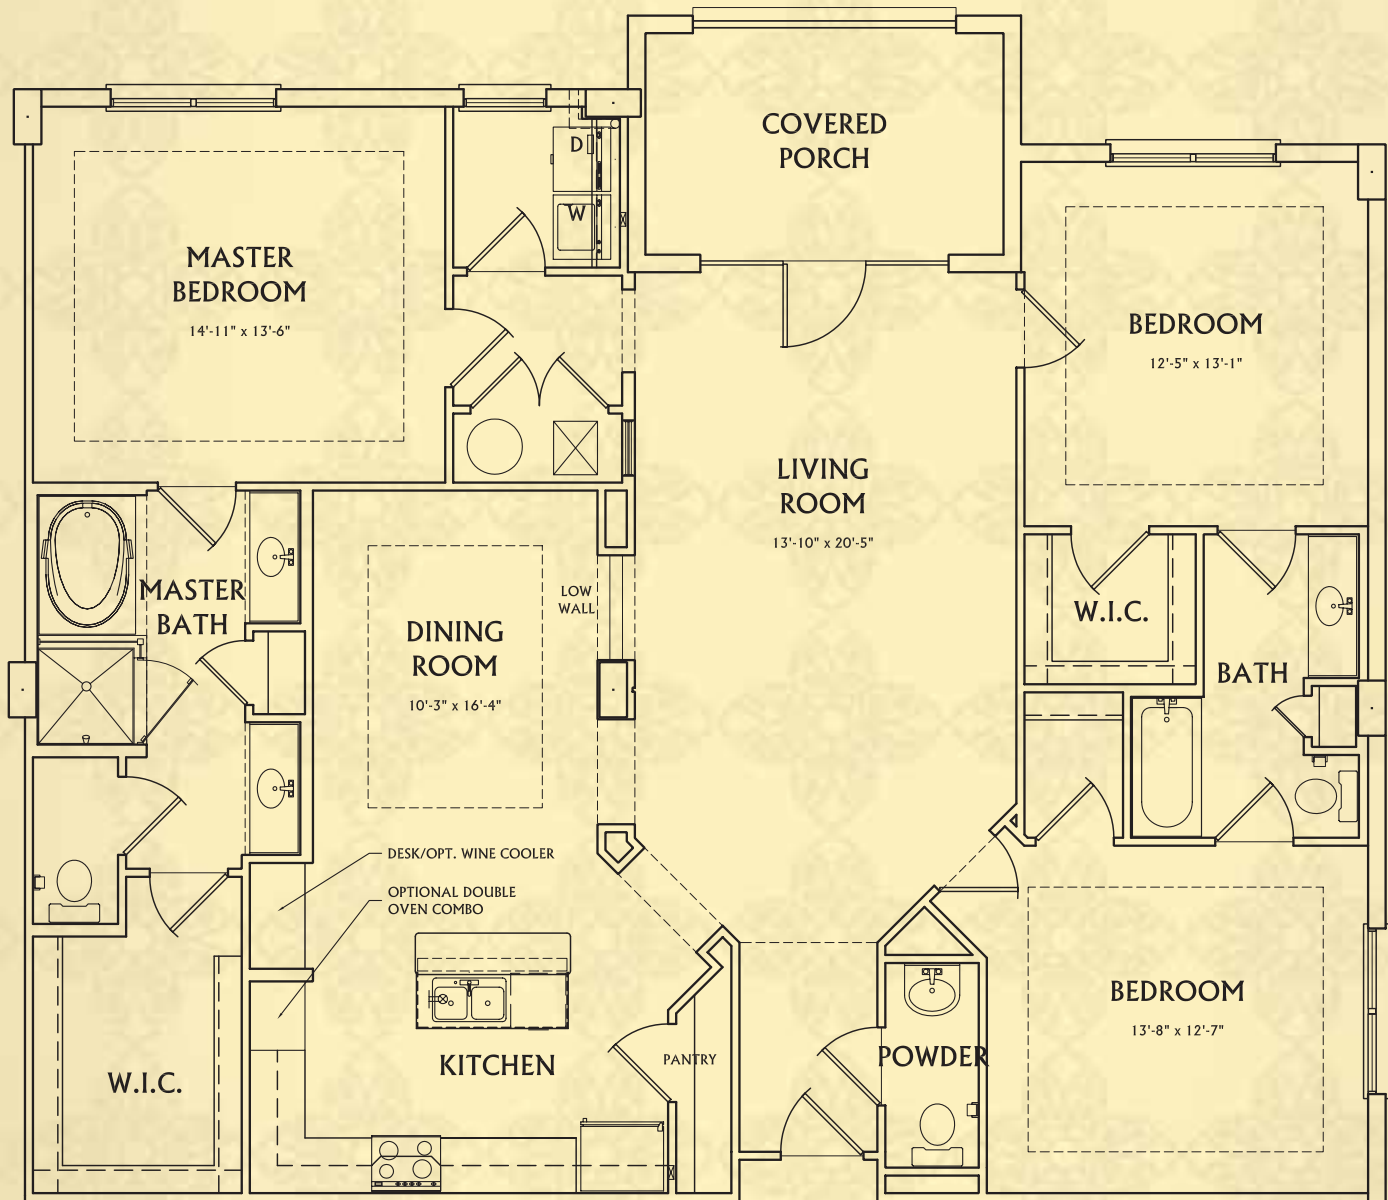 COVERED
PORCH
D
W
MASTER
BEDROOM
14'-11" x 13'-6"
BEDROOM
12'-5" x 13'-1"
LIVING
ROOM
13'-10" x 20'-5"
MASTER
BATH
LOW
WALL
DINING
ROOM
10'-3" x 16'-4"
W.I.C.
BATH
DESK/OPT. WINE COOLER
OPTIONAL DOUBLE
OVEN COMBO
KITCHEN
PANTRY
POWDER
BEDROOM
13'-8" x 12'-7"
W.I.C.